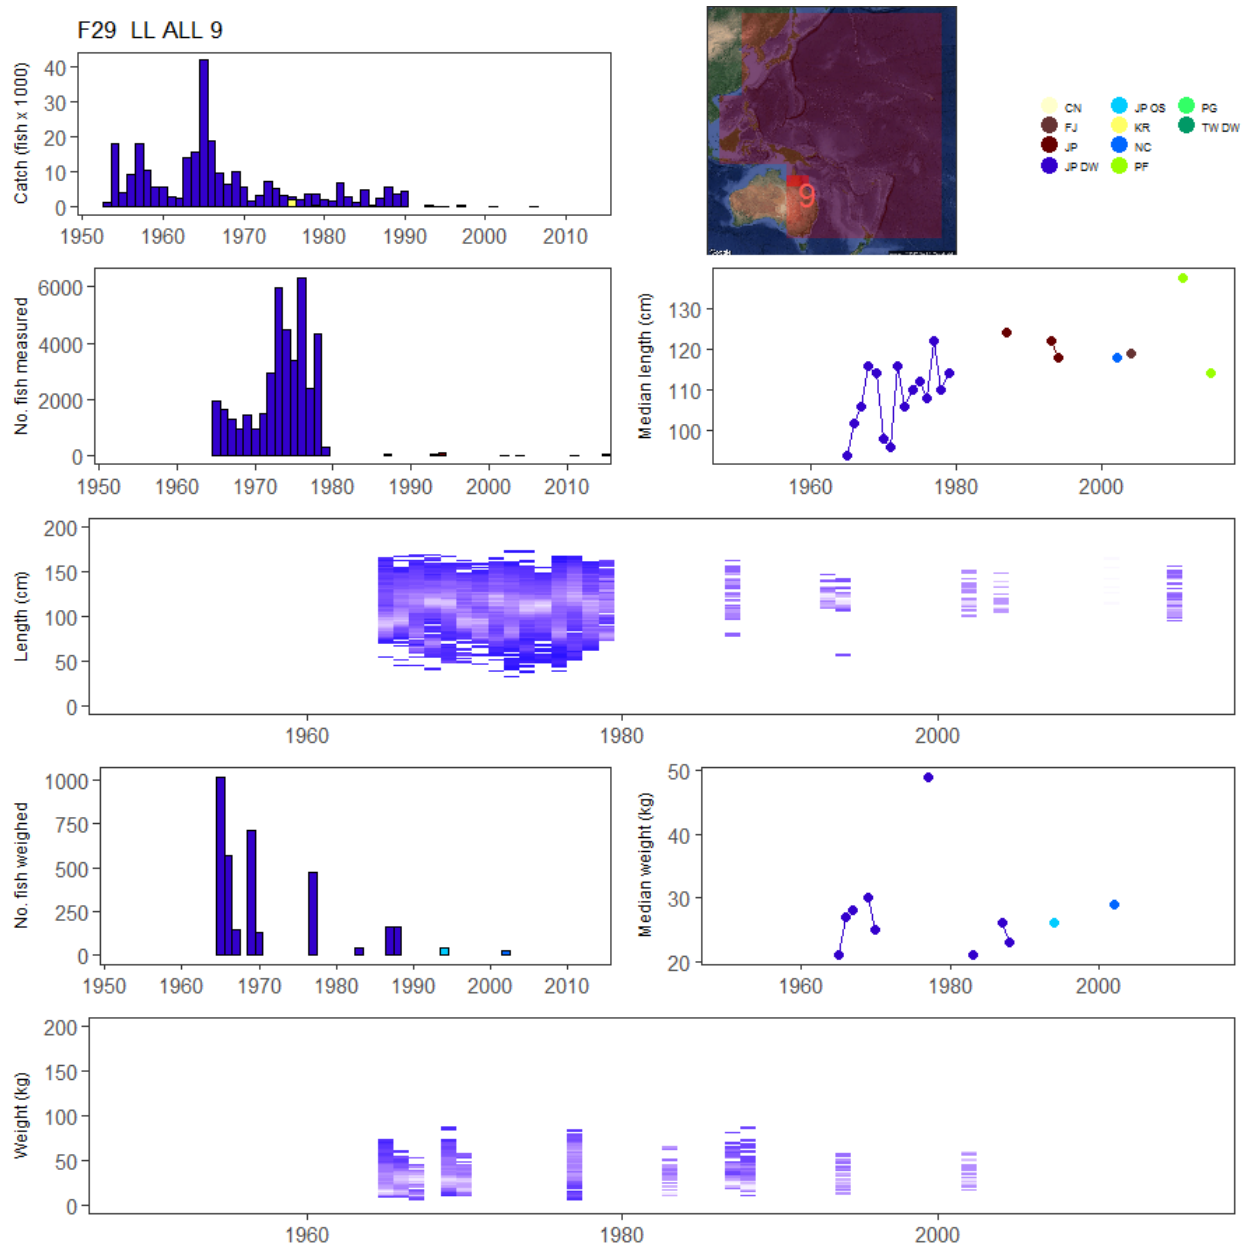 F29 LL ALL 9
Catch (fish x 1000)
40
30
20
10
0
1950 1960 1970 1980 1990 2000 2010
9
CN JP OS PG
FJ KR TW DW
JP NC
JP DW PF
No. fish measured
6000
4000
2000
0
1950 1960 1970 1980 1990 2000 2010
Median length (cm)
130
120
110
100
1960 1980 2000
Length (cm)
200
150
100
50
0
1960 1980 2000
No. fish weighed
1000
750
500
250
0
1950 1960 1970 1980 1990 2000 2010
Median weight (kg)
50
40
30
20
1960 1980 2000
Weight (kg)
200
150
100
50
0
1960 1980 2000